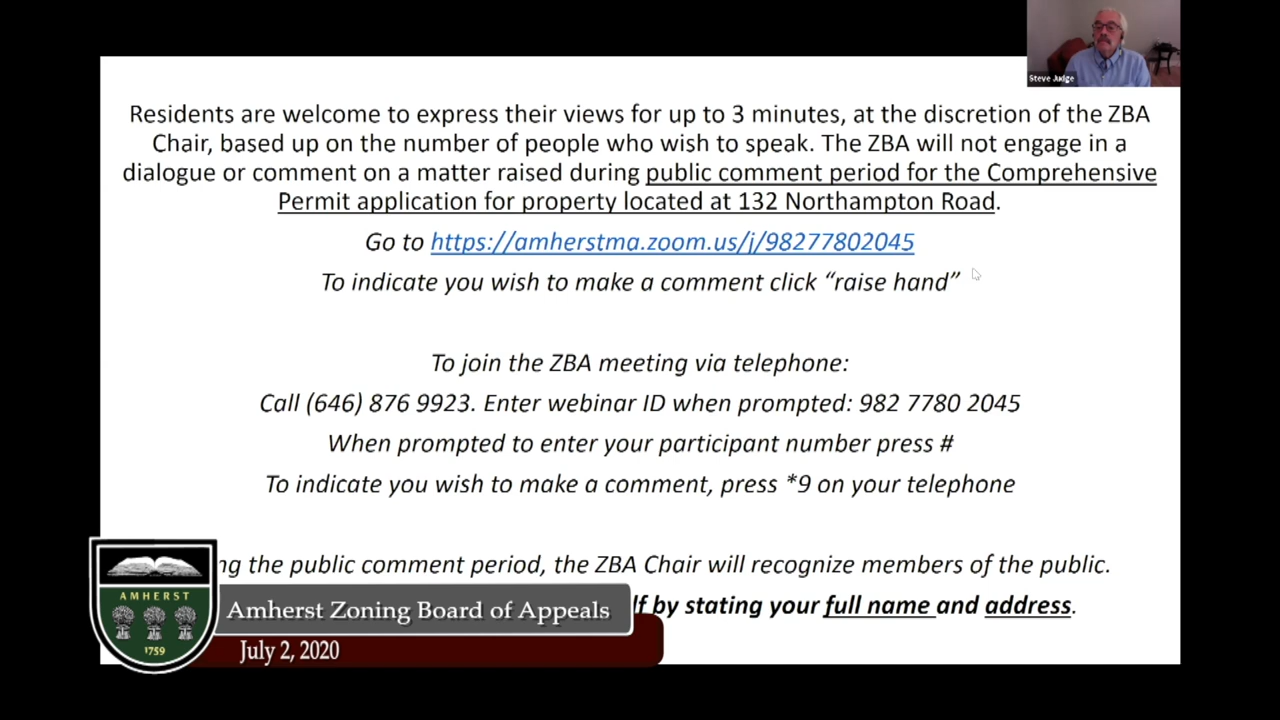 Steve Judge
Residents are welcome to express their views for up to 3 minutes, at the discretion of the ZBA
Chair, based up on the number of people who wish to speak. The ZBA will not engage in a
dialogue or comment on a matter raised during public comment period for the Comprehensive
Permit application for property located at 132 Northampton Road.
Go to https://amherstma.zoom.us/j/98277802045
To indicate you wish to make a comment click “raise hand”
To join the ZBA meeting via telephone:
Call (646) 876 9923. Enter webinar ID when prompted: 982 7780 2045
When prompted to enter your participant number press #
To indicate you wish to make a comment, press *9 on your telephone
the public comment period, the ZBA Chair will recognize members of the public.
by stating your full name and address.
AMHERST
1759
Amherst Zoning Board of Appeals
July 2, 2020